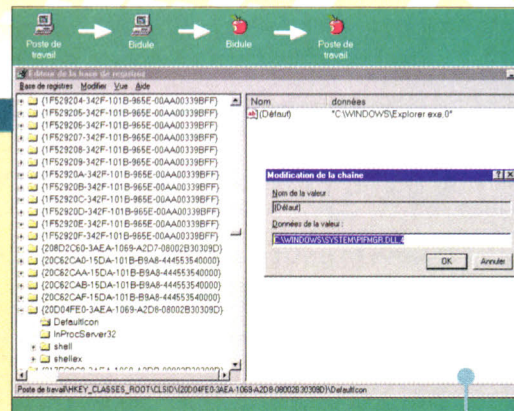 Poste de travail
Bidule
Bidule
Poste de travail
Editeur de la base de registres
Base de registres Modifier Vue Aide
{1F529204-342F-101B-965E-00AA00339BFF}
{1F529205-342F-101B-965E-00AA00339BFF}
{1F529206-342F-101B-965E-00AA00339BFF}
{1F529207-342F-101B-965E-00AA00339BFF}
{1F529208-342F-101B-965E-00AA00339BFF}
{1F529209-342F-101B-965E-00AA00339BFF}
{1F52920A-342F-101B-965E-00AA00339BFF}
{1F52920B-342F-101B-965E-00AA00339BFF}
{1F52920C-342F-101B-965E-00AA00339BFF}
{1F52920D-342F-101B-965E-00AA00339BFF}
{1F52920E-342F-101B-965E-00AA00339BFF}
{1F52920F-342F-101B-965E-00AA00339BFF}
{208D2C60-3AEA-1069-A2D7-08002B30309D}
{20C62CA0-15DA-101B-B9A8-444553540000}
{20C62CAA-15DA-101B-B9A8-444553540000}
{20C62CAB-15DA-101B-B9A8-444553540000}
{20C62CAF-15DA-101B-B9A8-444553540000}
{20D04FE0-3AEA-1069-A2D8-08002B30309D}
DefaultIcon
InProcServer32
shell
shellex
Nom données
(Défaut) "C:\WINDOWS\Explorer.exe,0"
Modification de la chaîne
Nom de la valeur :
(Défaut)
Données de la valeur :
C:\WINDOWS\SYSTEM\PIFMGR.DLL,4
OK Annuler
Poste de travail\HKEY_CLASSES_ROOT\CLSID\{20D04FE0-3AEA-1069-A2D8-08002B30309D}\DefaultIcon